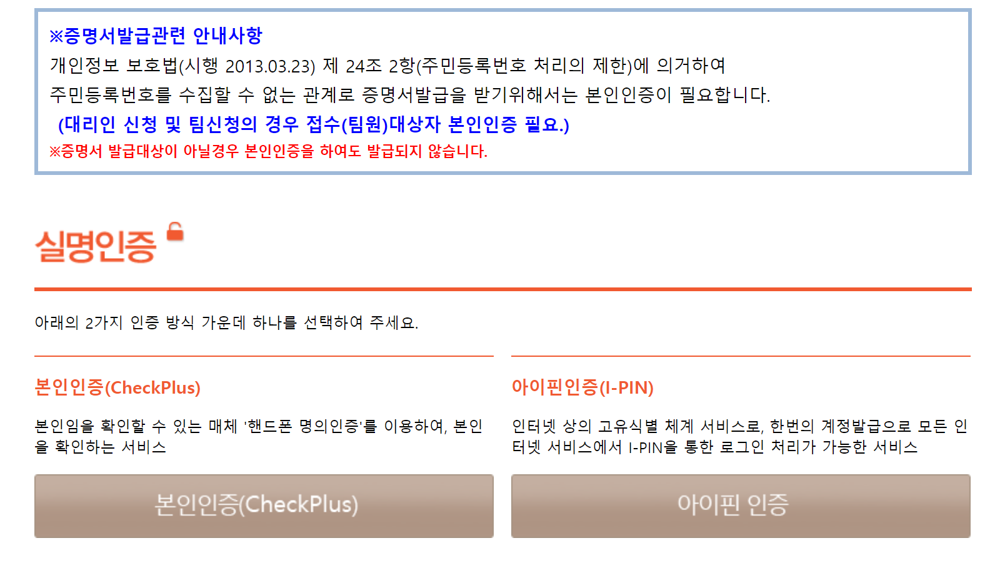 ※증명서발급관련 안내사항
개인정보 보호법(시행 2013.03.23) 제 24조 2항(주민등록번호 처리의 제한)에 의거하여
주민등록번호를 수집할 수 없는 관계로 증명서발급을 받기위해서는 본인인증이 필요합니다.
(대리인 신청 및 팀신청의 경우 접수(팀원)대상자 본인인증 필요.)
※증명서 발급대상이 아닐경우 본인인증을 하여도 발급되지 않습니다.
실명인증
아래의 2가지 인증 방식 가운데 하나를 선택하여 주세요.
본인인증(CheckPlus)
본인임을 확인할 수 있는 매체 '핸드폰 명의인증'를 이용하여, 본인
을 확인하는 서비스
본인인증(CheckPlus)
아이핀인증(I-PIN)
인터넷 상의 고유식별 체계 서비스로, 한번의 계정발급으로 모든 인
터넷 서비스에서 I-PIN을 통한 로그인 처리가 가능한 서비스
아이핀 인증